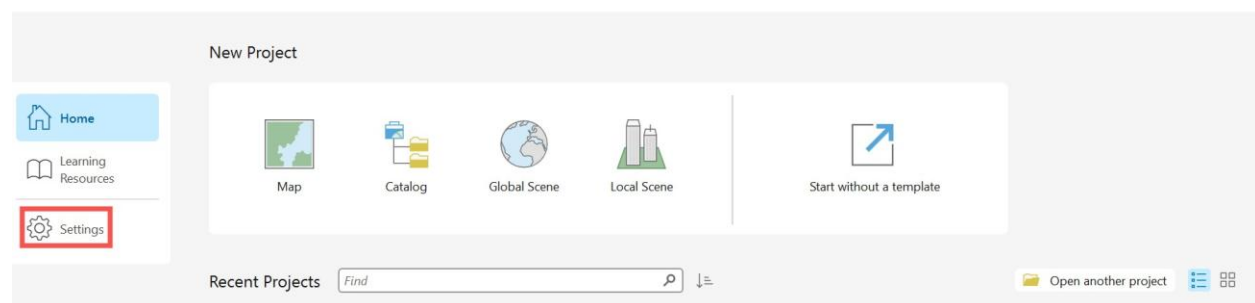 New Project
Home
Learning
Resources
Settings
Map
Catalog
Global Scene
Local Scene
Start without a template
Recent Projects
Find
Open another project